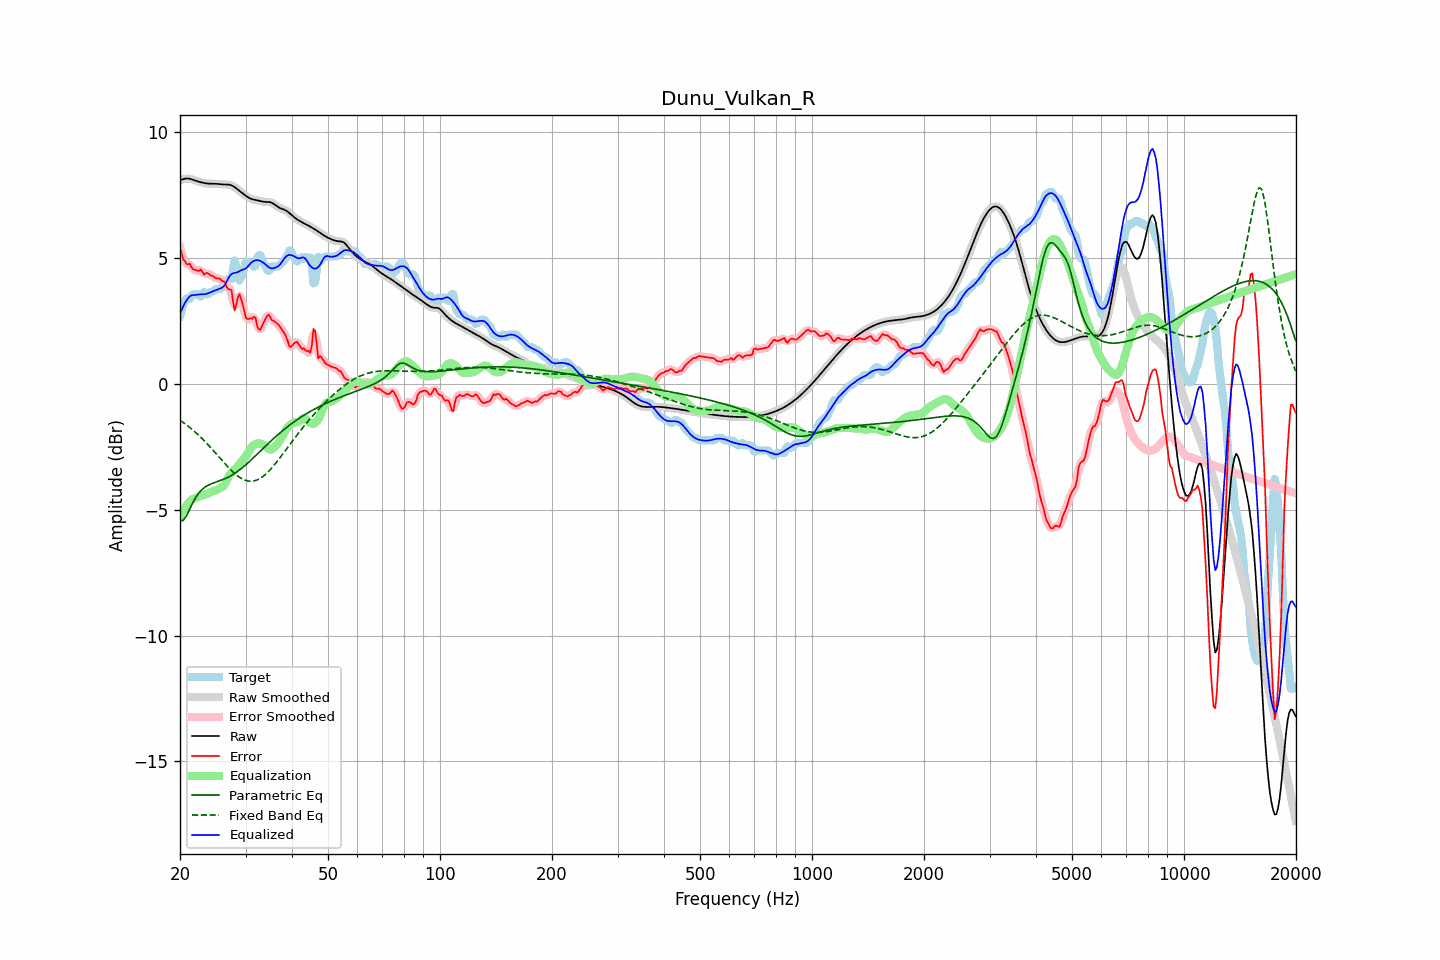 Dunu_Vulkan_R
Amplitude (dBr)
10
5
0
−5
−10
−15
Target
Raw Smoothed
Error Smoothed
Raw
Error
Equalization
Parametric Eq
Fixed Band Eq
Equalized
20 50 100 200 500 1000 2000 5000 10000 20000
Frequency (Hz)